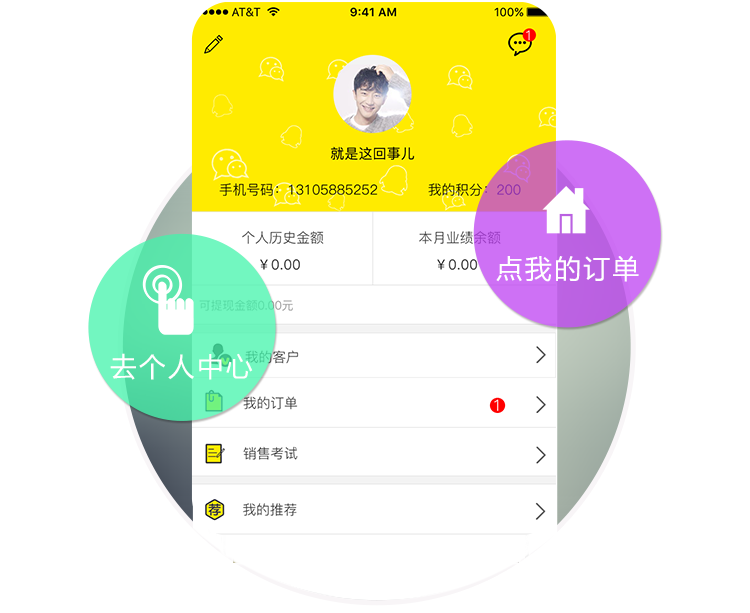 AT&T 9:41 AM 100%
1
就是这回事儿
手机号码：13105885252 我的积分：200
个人历史金额 本月业绩余额
￥0.00 ￥0.00
点我的订单
可提现金额0.00元
去个人中心
我的客户
我的订单 1
销售考试
荐 我的推荐